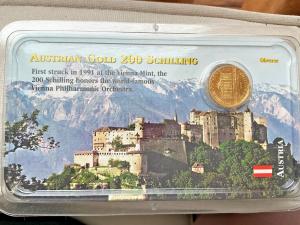 Austrian Gold 200 Schilling
Obverse
First struck in 1991 at the Vienna Mint, the
200 Schilling honors the world-famous
Vienna Philharmonic Orchestra.
Austria